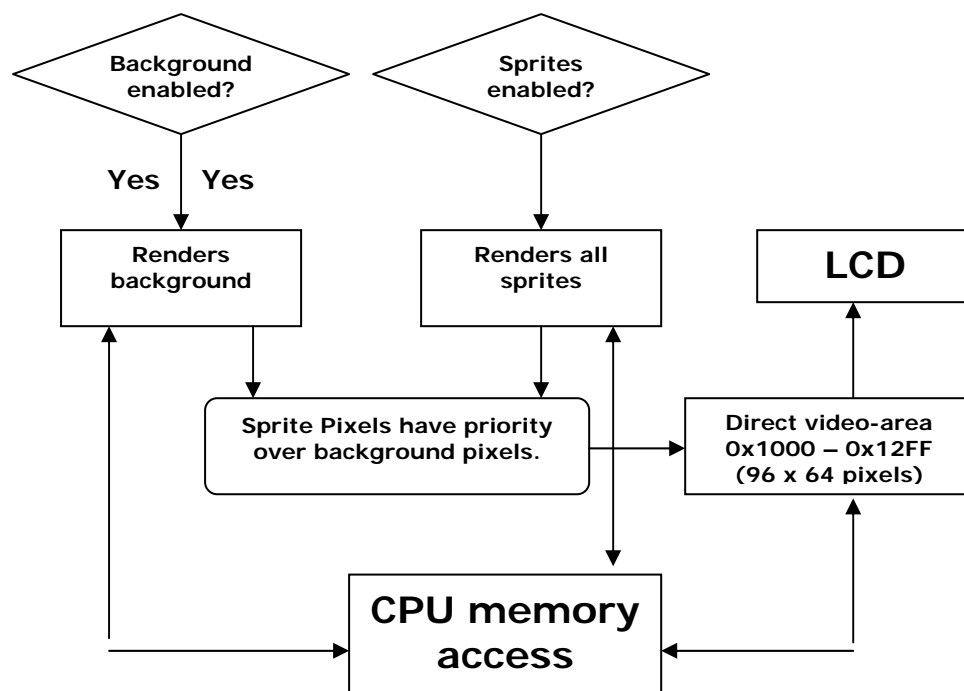 Background
enabled?
Sprites
enabled?
Yes Yes
Renders
background
Renders all
sprites
LCD
Sprite Pixels have priority
over background pixels.
Direct video-area
0x1000 – 0x12FF
(96 x 64 pixels)
CPU memory
access